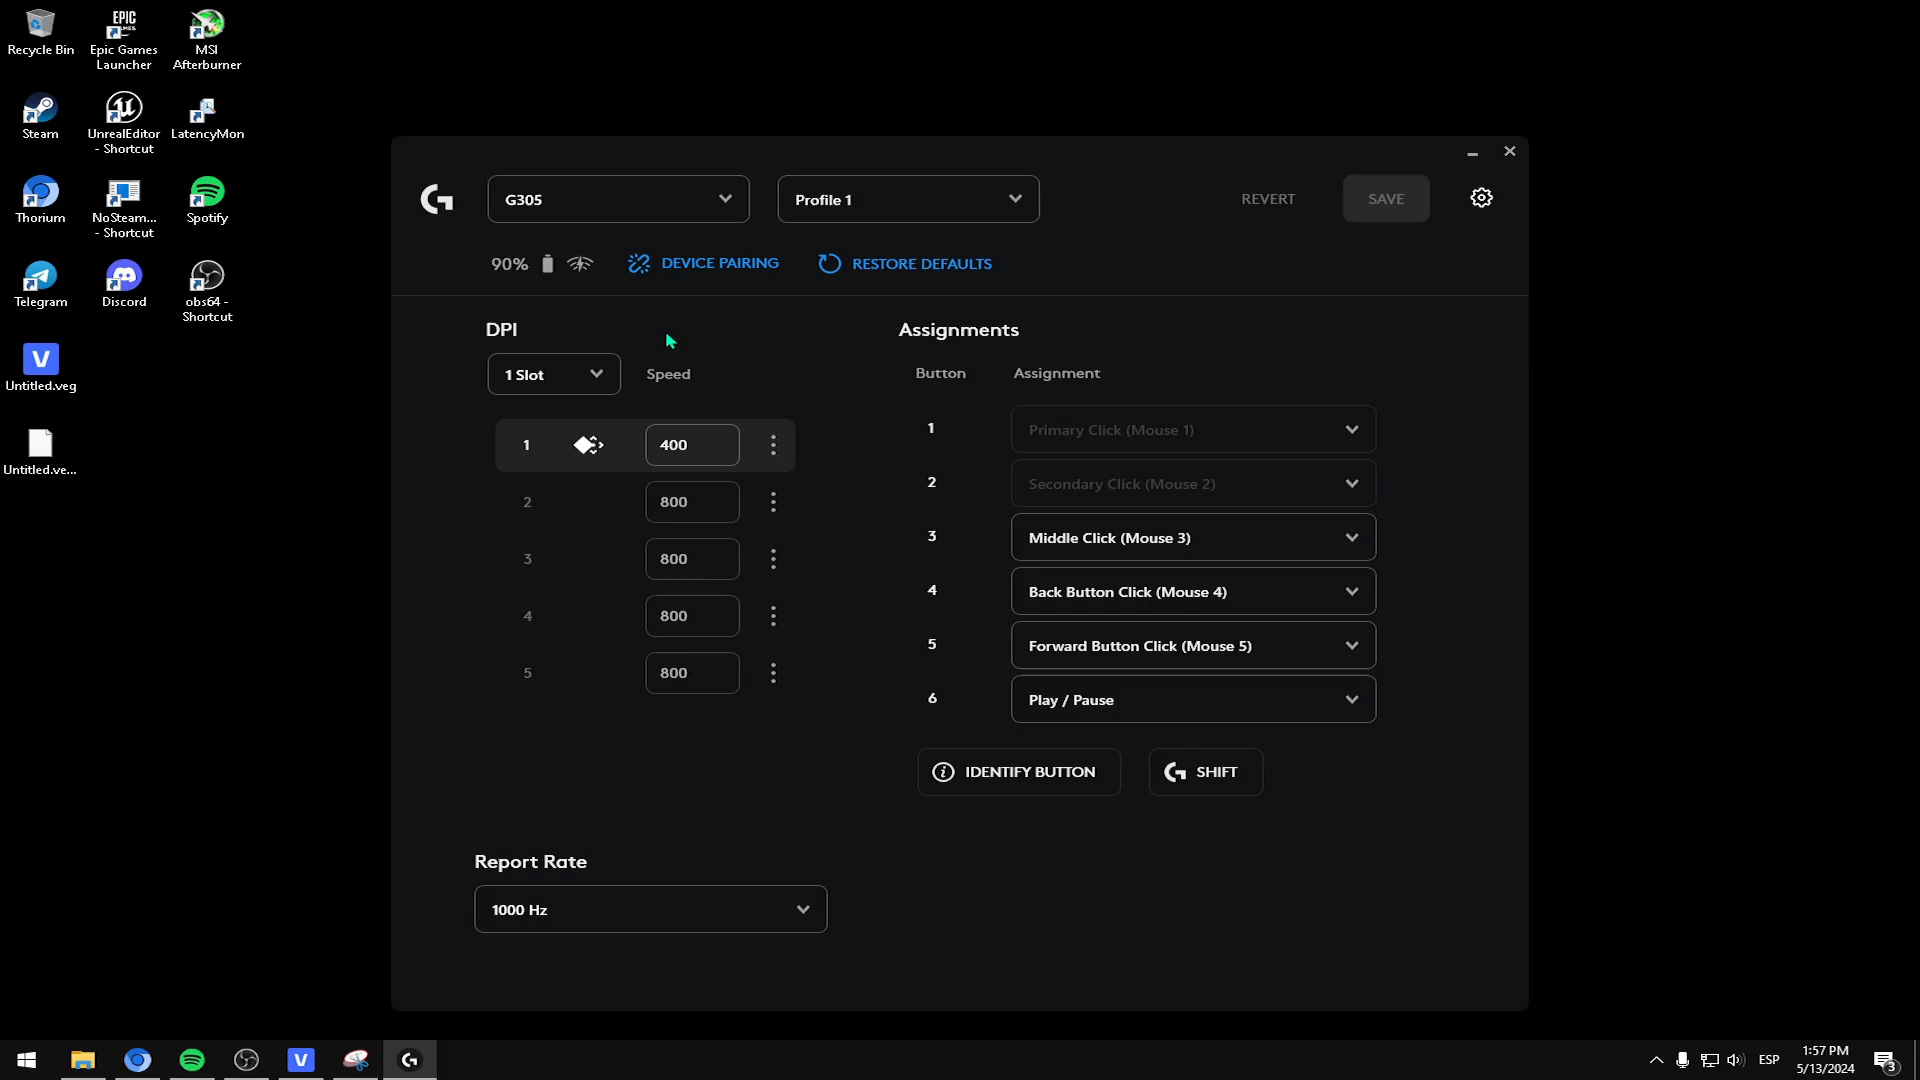 Recycle Bin
Epic Games
Launcher
MSI
Afterburner
Steam
UnrealEditor
- Shortcut
LatencyMon
Thorium
NoSteam...
- Shortcut
Spotify
Telegram
Discord
obs64 -
Shortcut
Untitled.veg
Untitled.ve...
G305
Profile 1
REVERT
SAVE
90%
DEVICE PAIRING
RESTORE DEFAULTS
DPI
1 Slot
Speed
1
400
2
800
3
800
4
800
5
800
Assignments
Button
Assignment
1
Primary Click (Mouse 1)
2
Secondary Click (Mouse 2)
3
Middle Click (Mouse 3)
4
Back Button Click (Mouse 4)
5
Forward Button Click (Mouse 5)
6
Play / Pause
IDENTIFY BUTTON
SHIFT
Report Rate
1000 Hz
ESP
1:57 PM
5/13/2024
3